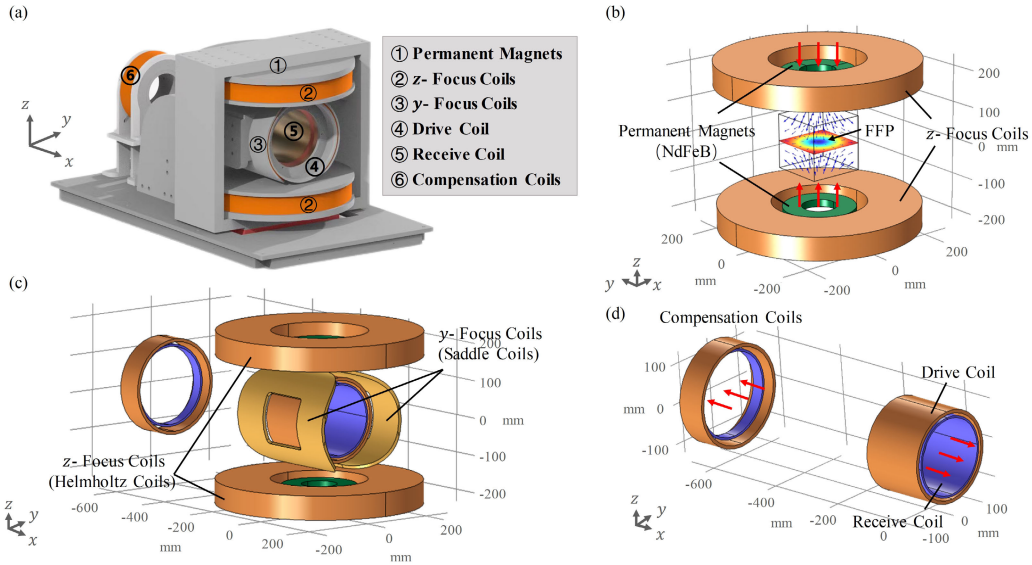 (a)
⑥
①
②
③
⑤
④
②
z
y
x
① Permanent Magnets
② z- Focus Coils
③ y- Focus Coils
④ Drive Coil
⑤ Receive Coil
⑥ Compensation Coils
(b)
Permanent Magnets
(NdFeB)
FFP
z- Focus Coils
200
100
0 mm
-100
-200
200
0
mm
-200
-200
0
mm
200
z
y x
(c)
y- Focus Coils
(Saddle Coils)
z- Focus Coils
(Helmholtz Coils)
200
100
0 mm
-100
-200
-600
-400
-200
mm
0
200
-200
0
mm
200
z
y
x
(d)
Compensation Coils
Drive Coil
Receive Coil
100
mm 0
-100
-600
-400
mm
-200
0
-100
0
mm
100
z
y
x